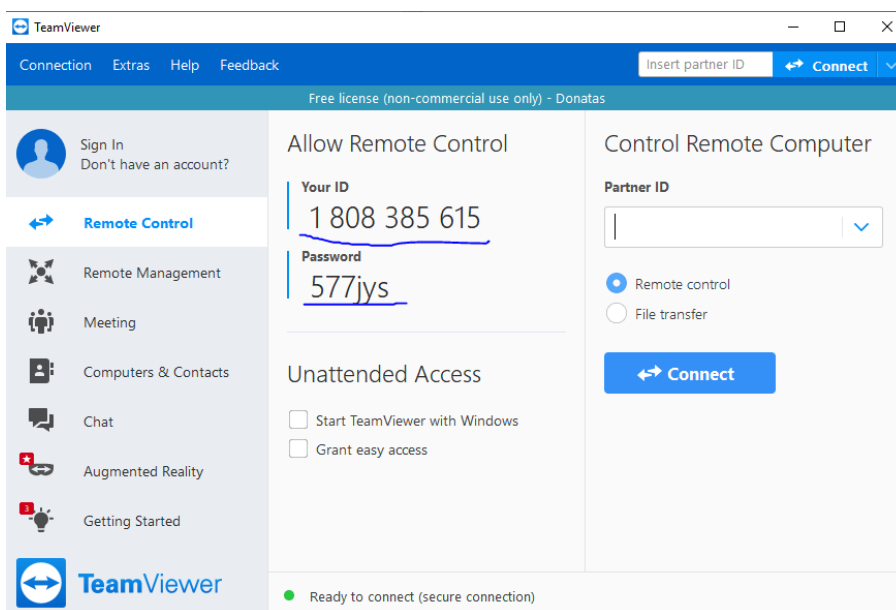 TeamViewer
Connection Extras Help Feedback
Insert partner ID
Connect
Free license (non-commercial use only) - Donatas
Sign In
Don't have an account?
Remote Control
Remote Management
Meeting
Computers & Contacts
Chat
Augmented Reality
3
Getting Started
TeamViewer
Allow Remote Control
Your ID
1 808 385 615
Password
577jys
Unattended Access
Start TeamViewer with Windows
Grant easy access
Control Remote Computer
Partner ID
Remote control
File transfer
Connect
Ready to connect (secure connection)